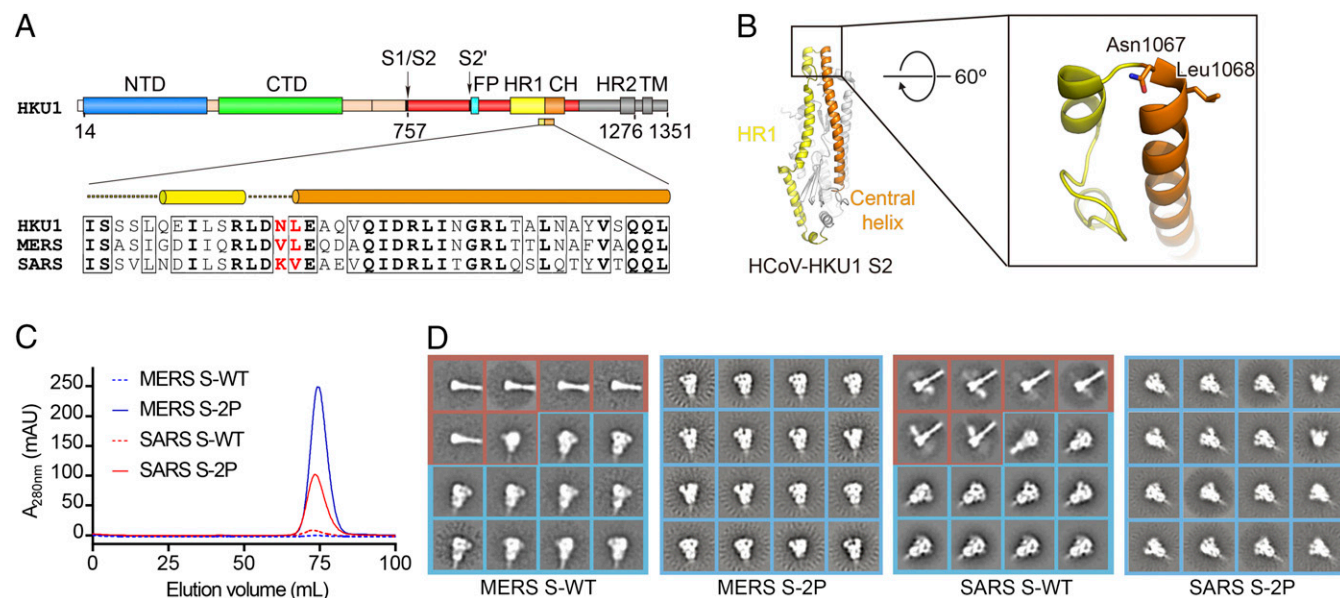 A
S1/S2 S2'
NTD CTD FP HR1 CH HR2 TM
HKU1
14 757 1276 1351
HKU1 ISSSLQEILSRLDNLEAQVQIDRLINGRLTALNAYVSQQL
MERS ISASIGDIIQRLDVLEQDAQIDRLINGRLTTLNAFVAQQL
SARS ISSVLNDILSRLDKVEAEVQIDRLITGRLQSLQTYVTQQL
B
Asn1067
Leu1068
60º
HR1
Central
helix
HCoV-HKU1 S2
C
MERS S-WT
MERS S-2P
SARS S-WT
SARS S-2P
A280nm (mAU)
250
200
150
100
50
0
0 25 50 75 100
Elution volume (mL)
D
MERS S-WT MERS S-2P SARS S-WT SARS S-2P